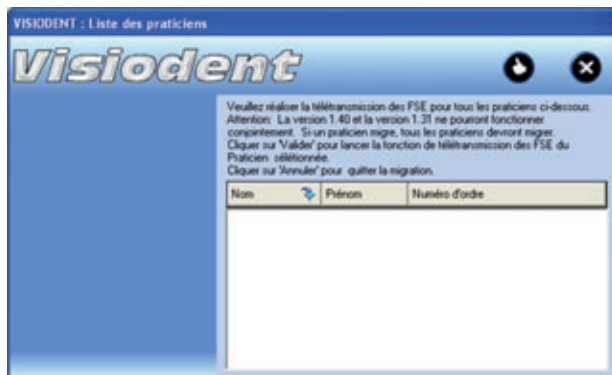 VISIODENT : Liste des praticiens
Visiodent
Veuillez réaliser la télétransmission des FSE pour tous les praticiens ci-dessous.
Attention: La version 1.40 et la version 1.31 ne pourront fonctionner
conjointement. Si un praticien migre, tous les praticiens devront migrer.
Cliquer sur 'Valider' pour lancer la fonction de télétransmission des FSE du
Praticien sélétionnée.
Cliquer sur 'Annuler' pour quitter la migration.
Nom Prénom Numéro d'ordre